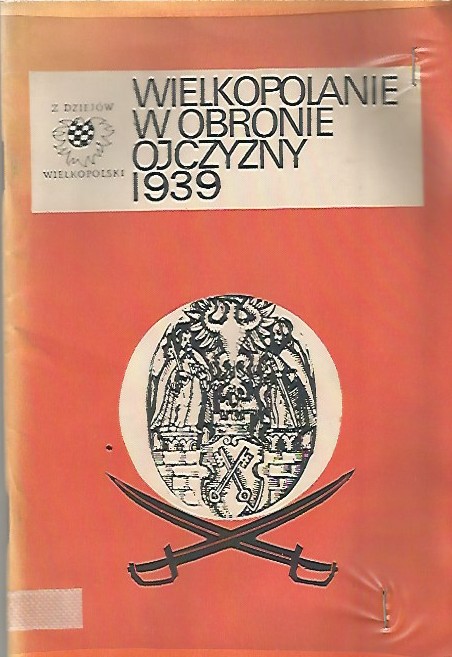 Z DZIEJÓW
WIELKOPOLSKI
WIELKOPOLANIE
W OBRONIE
OJCZYZNY
1939